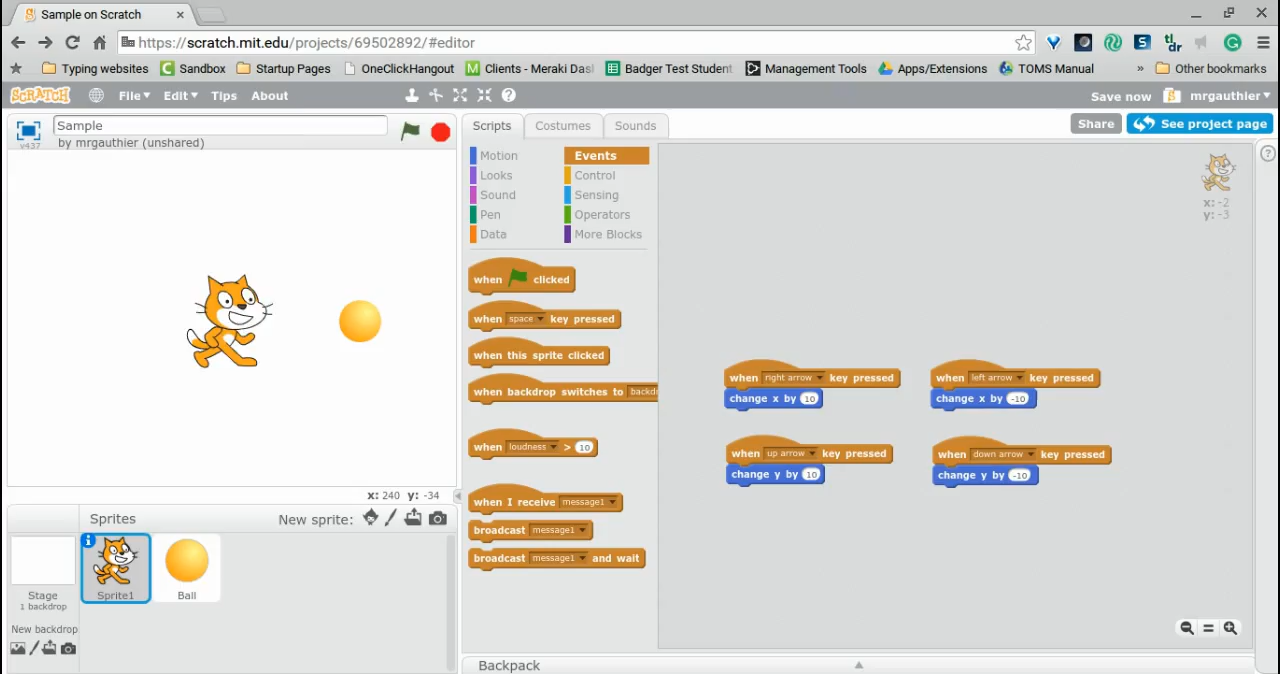 Sample on Scratch
https://scratch.mit.edu/projects/69502892/#editor
Typing websites Sandbox Startup Pages OneClickHangout Clients - Meraki Das Badger Test Student Management Tools Apps/Extensions TOMS Manual » Other bookmarks
SCRATCH File Edit Tips About Save now mrgauthier
Sample
by mrgauthier (unshared)
v437
Scripts Costumes Sounds
Share See project page
Motion Events
Looks Control
Sound Sensing
Pen Operators
Data More Blocks
x: -2
y: -3
when clicked
when space key pressed
when this sprite clicked
when backdrop switches to backd
when loudness > 10
when I receive message1
broadcast message1
broadcast message1 and wait
when right arrow key pressed
change x by 10
when left arrow key pressed
change x by -10
when up arrow key pressed
change y by 10
when down arrow key pressed
change y by -10
x: 240 y: -34
Sprites New sprite:
Stage
1 backdrop
New backdrop
Sprite1
Ball
Backpack